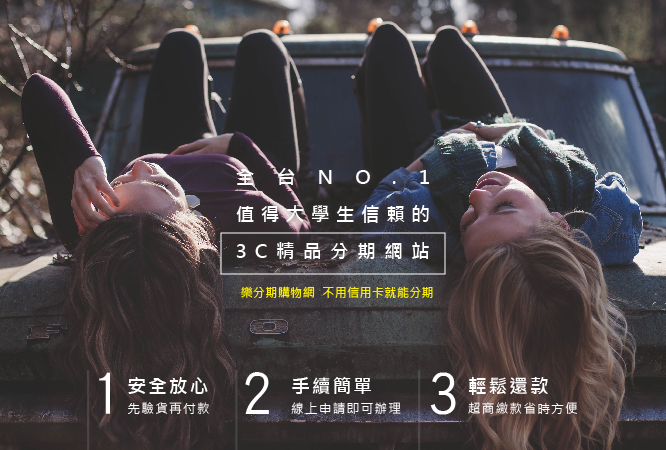 全台NO.1
值得大學生信賴的
3C精品分期網站
樂分期購物網 不用信用卡就能分期
1 安全放心
先驗貨再付款
2 手續簡單
線上申請即可辦理
3 輕鬆還款
超商繳款省時方便